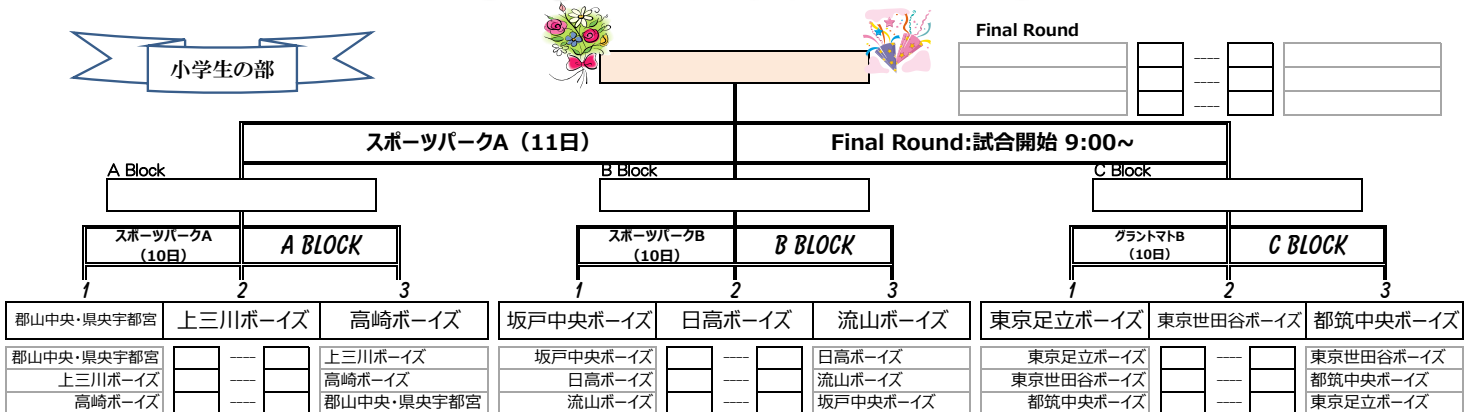 小学生の部
Final Round
----
----
----
スポーツパークA（11日） Final Round:試合開始 9:00~
A Block B Block C Block
スポーツパークA
（10日）
A BLOCK
スポーツパークB
（10日）
B BLOCK
グラントマトB
（10日）
C BLOCK
1 2 3 1 2 3 1 2 3
郡山中央・県央宇都宮 上三川ボーイズ 高崎ボーイズ 坂戸中央ボーイズ 日高ボーイズ 流山ボーイズ 東京足立ボーイズ 東京世田谷ボーイズ 都筑中央ボーイズ
郡山中央・県央宇都宮 ---- 上三川ボーイズ 坂戸中央ボーイズ ---- 日高ボーイズ 東京足立ボーイズ ---- 東京世田谷ボーイズ
上三川ボーイズ ---- 高崎ボーイズ 日高ボーイズ ---- 流山ボーイズ 東京世田谷ボーイズ ---- 都筑中央ボーイズ
高崎ボーイズ ---- 郡山中央・県央宇都宮 流山ボーイズ ---- 坂戸中央ボーイズ 都筑中央ボーイズ ---- 東京足立ボーイズ